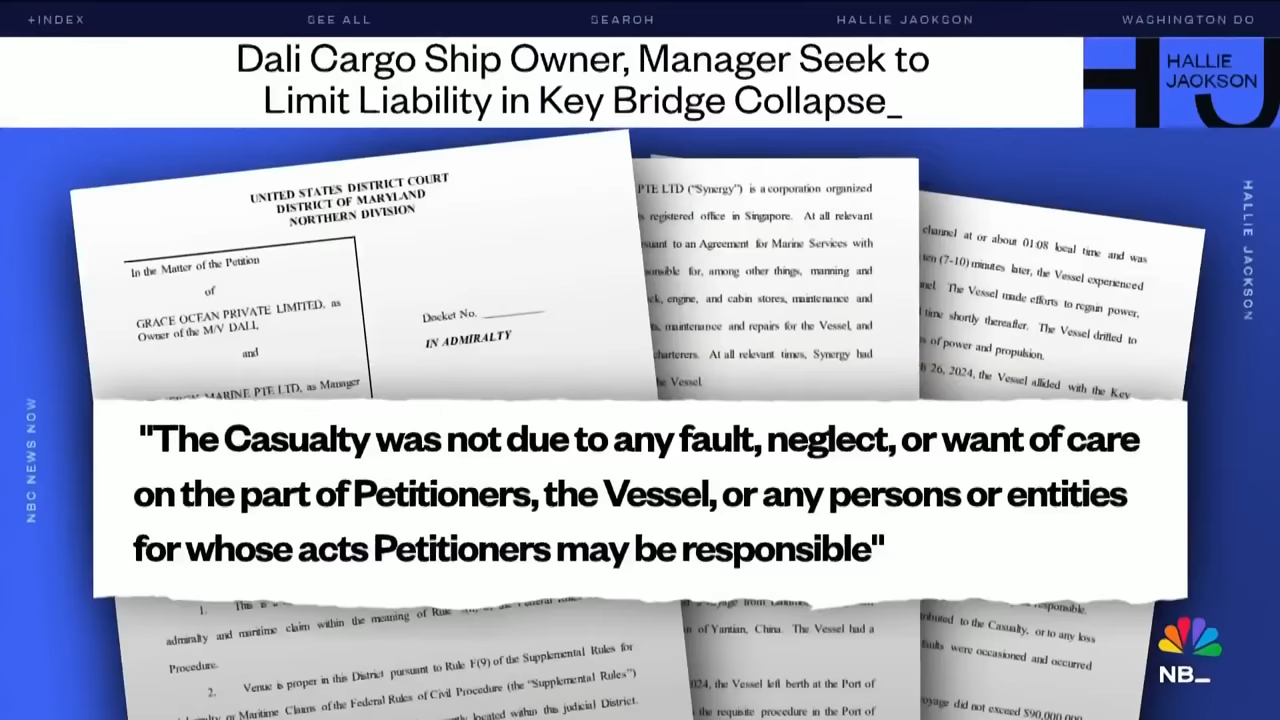 +INDEX SEE ALL SEARCH HALLIE JACKSON WASHINGTON DC
Dali Cargo Ship Owner, Manager Seek to
Limit Liability in Key Bridge Collapse_
HALLIE
JACKSON
HJ
UNITED STATES DISTRICT COURT
DISTRICT OF MARYLAND
NORTHERN DIVISION
In the Matter of the Petition
of
GRACE OCEAN PRIVATE LIMITED, as
Owner of the M/V DALI,
and
MARINE PTE LTD, as Manager
Docket No.
IN ADMIRALTY
PTE LTD ("Synergy") is a corporation organized
registered office in Singapore. At all relevant
to an Agreement for Marine Services with
for, among other things, manning and
engine, and cabin stores, maintenance and
maintenance and repairs for the Vessel, and
At all relevant times, Synergy had
Vessel
channel at or about 01:08 local time and was
(7-10) minutes later, the Vessel experienced
The Vessel made efforts to regain power,
time shortly thereafter. The Vessel drifted to
of power and propulsion.
26, 2024, the Vessel allided with the Key
"The Casualty was not due to any fault, neglect, or want of care
on the part of Petitioners, the Vessel, or any persons or entities
for whose acts Petitioners may be responsible"
1. This is
admiralty and maritime claim within the meaning of Rule
Procedure.
2. Venue is proper in this District pursuant to Rule F(9) of the Supplemental Rules for
or Maritime Claims of the Federal Rules of Civil Procedure (the "Supplemental Rules")
located within this judicial District.
of Yantian, China. The Vessel had a
the Vessel left berth at the Port of
the requisite procedure in the Port of
responsible.
to the Casualty, or to any loss
were occasioned and occurred
did not exceed $90,000,000
NBC NEWS NOW
HALLIE JACKSON
NB_